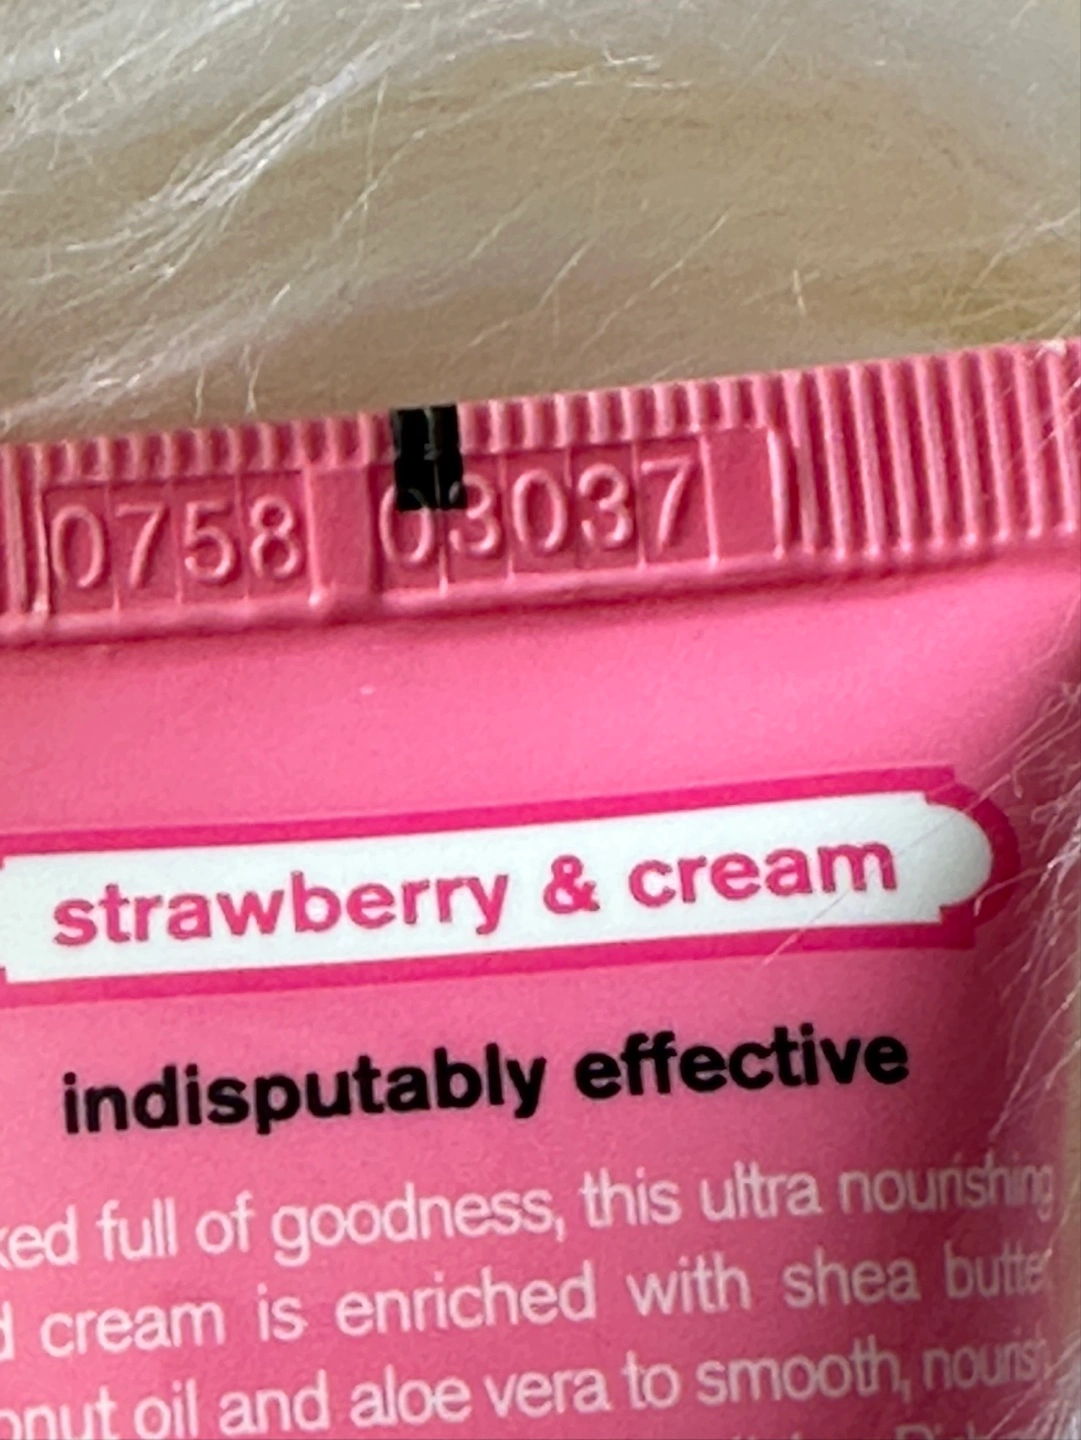 0758 03037
strawberry & cream
indisputably effective
full of goodness, this ultra nourishing
cream is enriched with shea
oil and aloe vera to smooth,